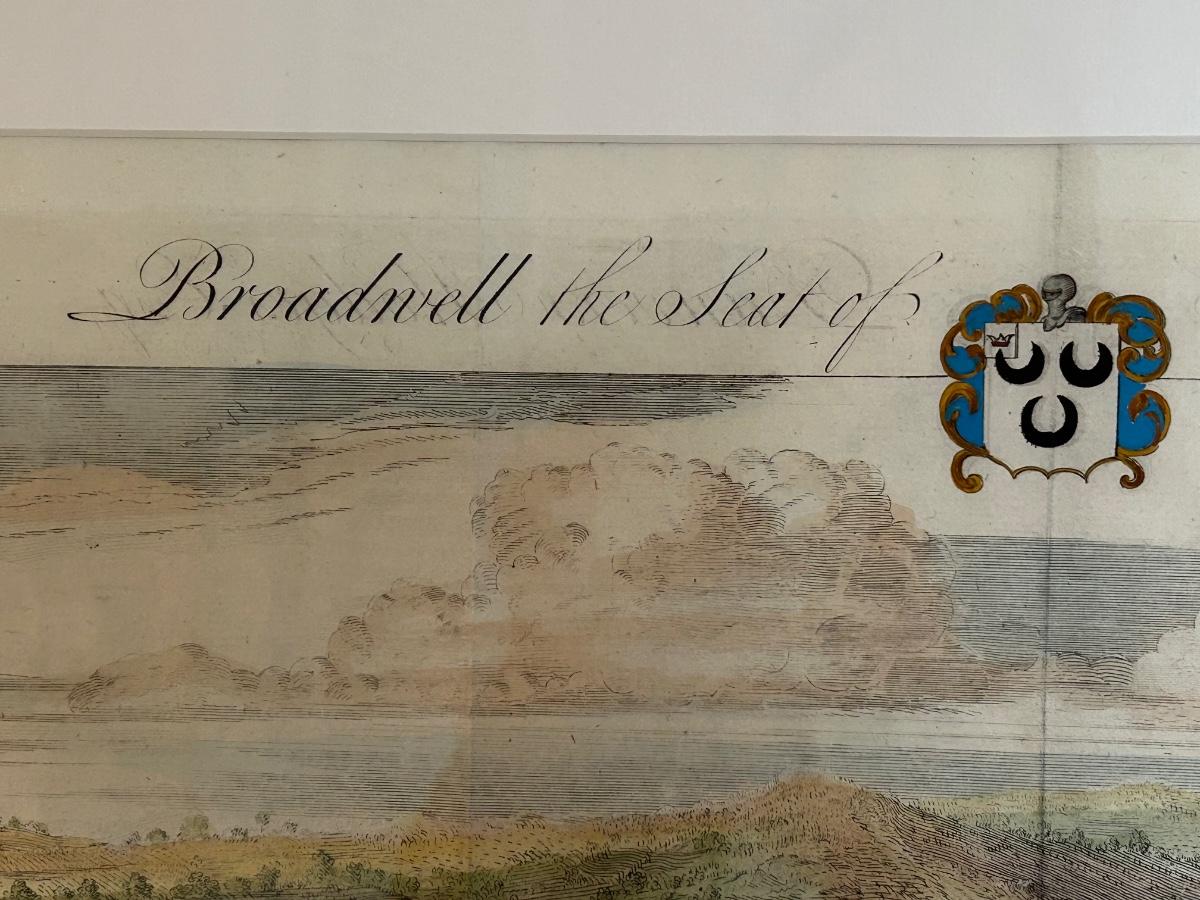 Broadwell the Seat of